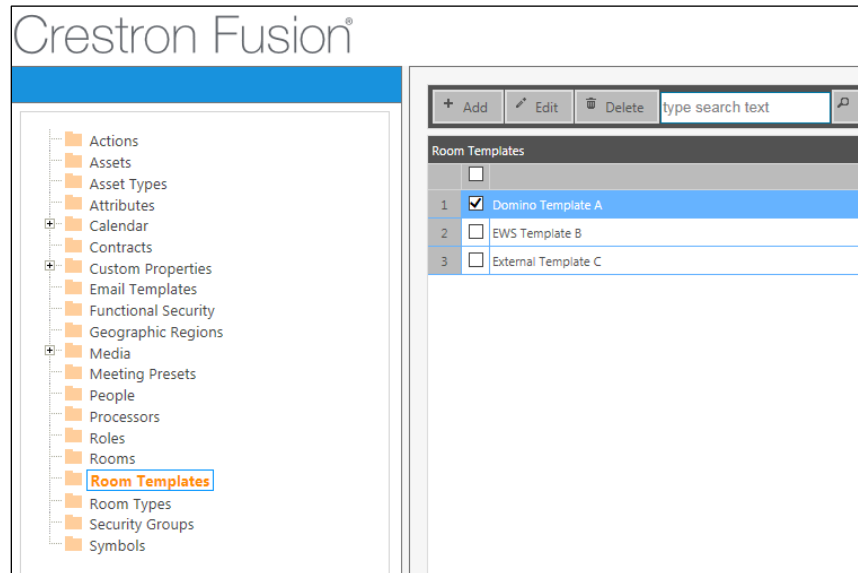 Crestron Fusion®
+ Add Edit Delete type search text
Actions
Assets
Asset Types
Attributes
Calendar
Contracts
Custom Properties
Email Templates
Functional Security
Geographic Regions
Media
Meeting Presets
People
Processors
Roles
Rooms
Room Templates
Room Types
Security Groups
Symbols
Room Templates
1 Domino Template A
2 EWS Template B
3 External Template C